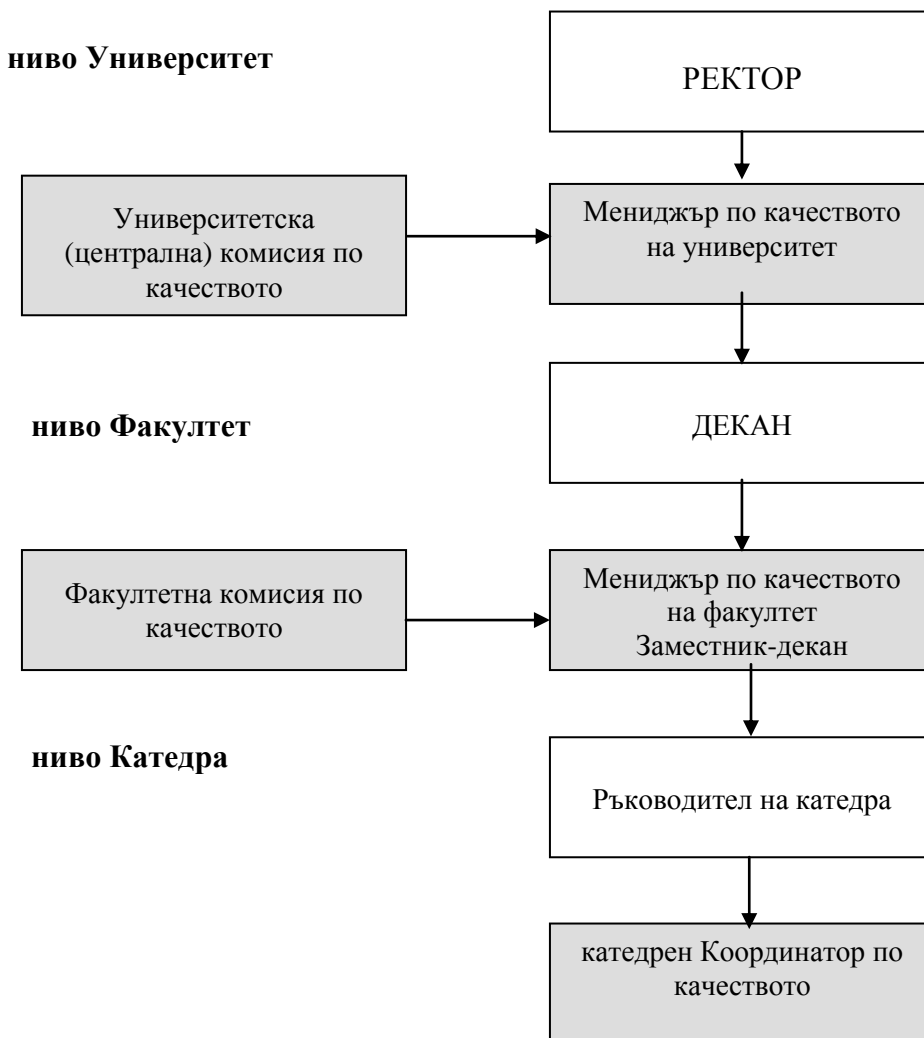 ниво Университет
РЕКТОР
Университетска
(централна) комисия по
качеството
Мениджър по качеството
на университет
ниво Факултет
ДЕКАН
Факултетна комисия по
качеството
Мениджър по качеството
на факултет
Заместник-декан
ниво Катедра
Ръководител на катедра
катедрен Координатор по
качеството